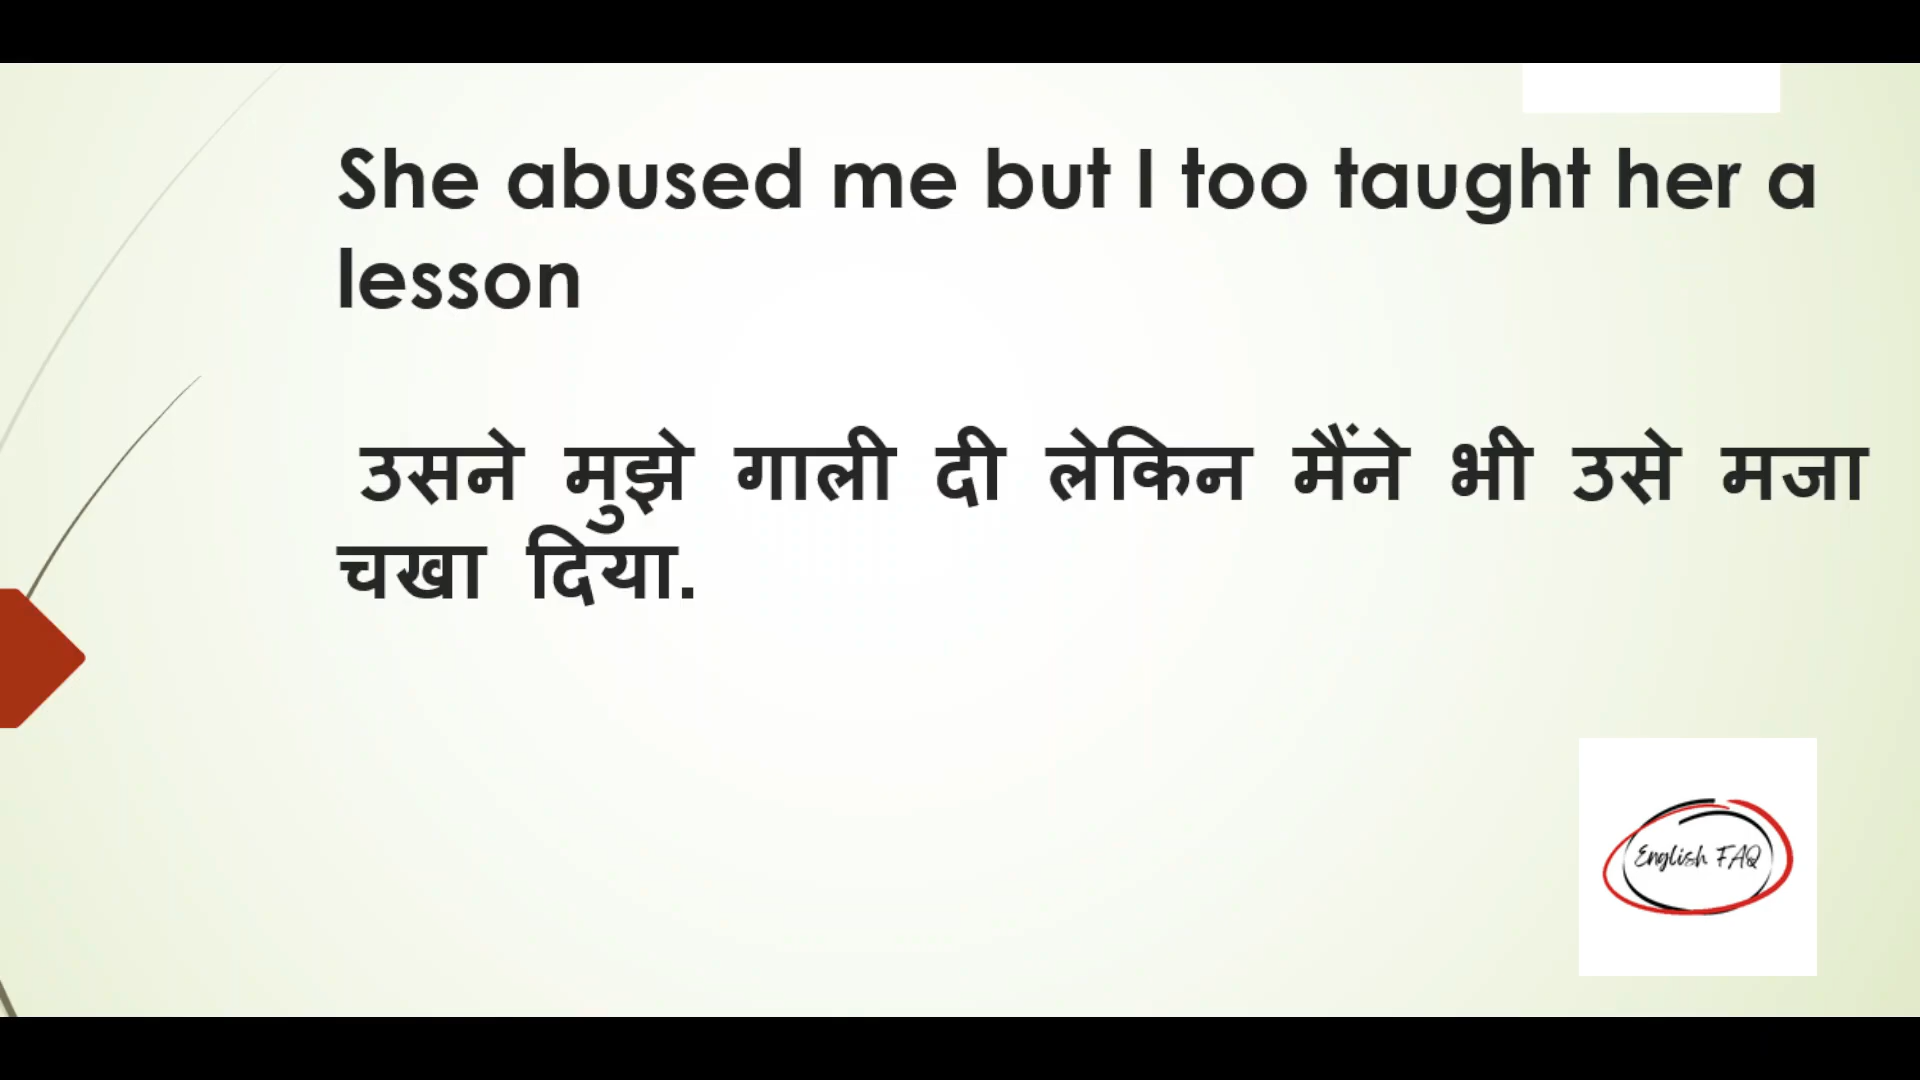 She abused me but I too taught her a
lesson
उसने मुझे गाली दी लेकिन मैंने भी उसे मजा
चखा दिया.
English FAQ